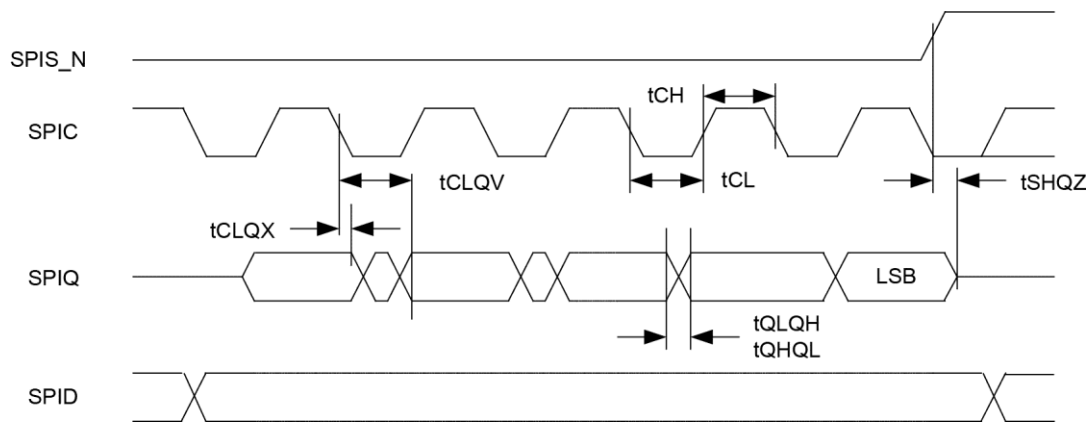 SPIS_N
tCH
SPIC
tCLQV
tCL
tSHQZ
tCLQX
SPIQ
LSB
tQLQH
tQHQL
SPID